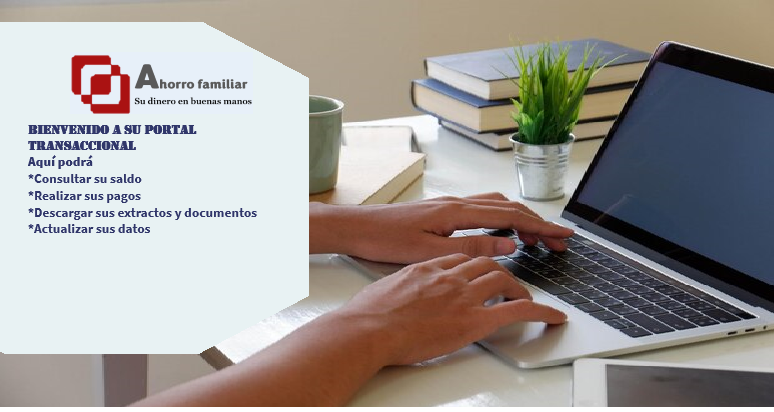 Ahorro familiar
Su dinero en buenas manos
BIENVENIDO A SU PORTAL
TRANSACCIONAL
Aquí podrá
*Consultar su saldo
*Realizar sus pagos
*Descargar sus extractos y documentos
*Actualizar sus datos